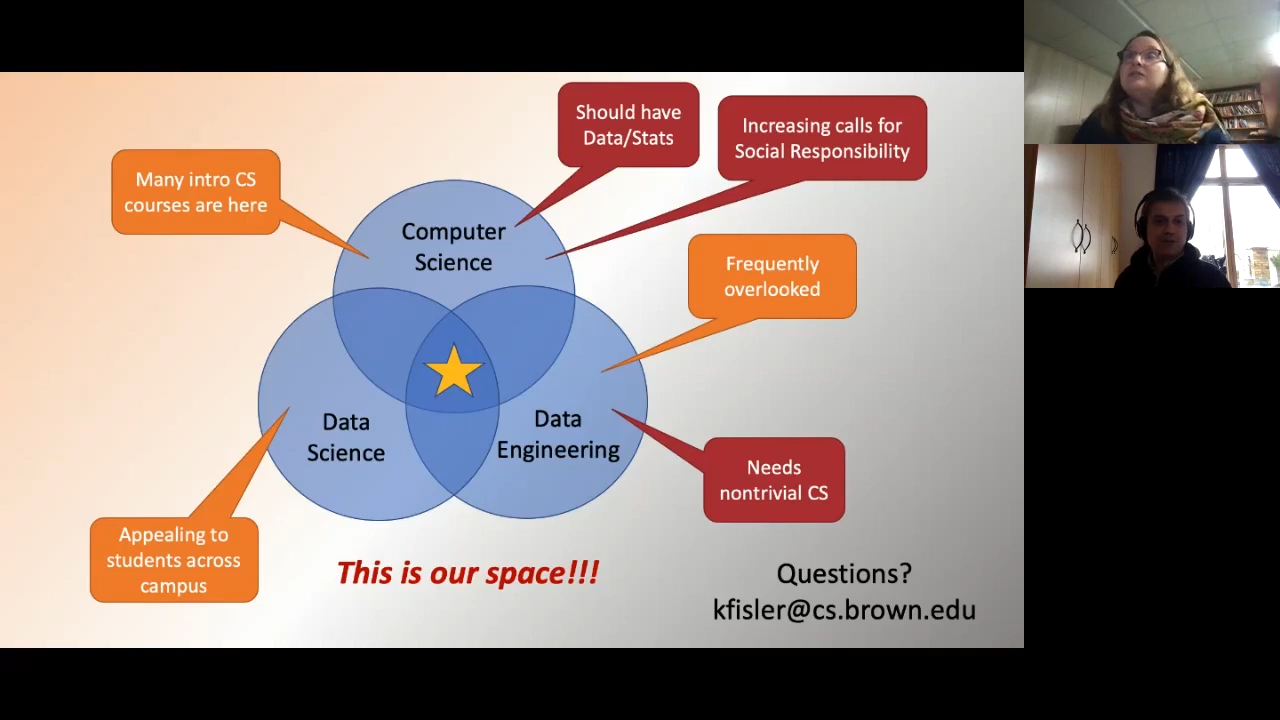 Should have
Data/Stats
Increasing calls for
Social Responsibility
Many intro CS
courses are here
Computer
Science
Frequently
overlooked
Data
Science
Data
Engineering
Needs
nontrivial CS
Appealing to
students across
campus
This is our space!!!
Questions?
kfisler@cs.brown.edu